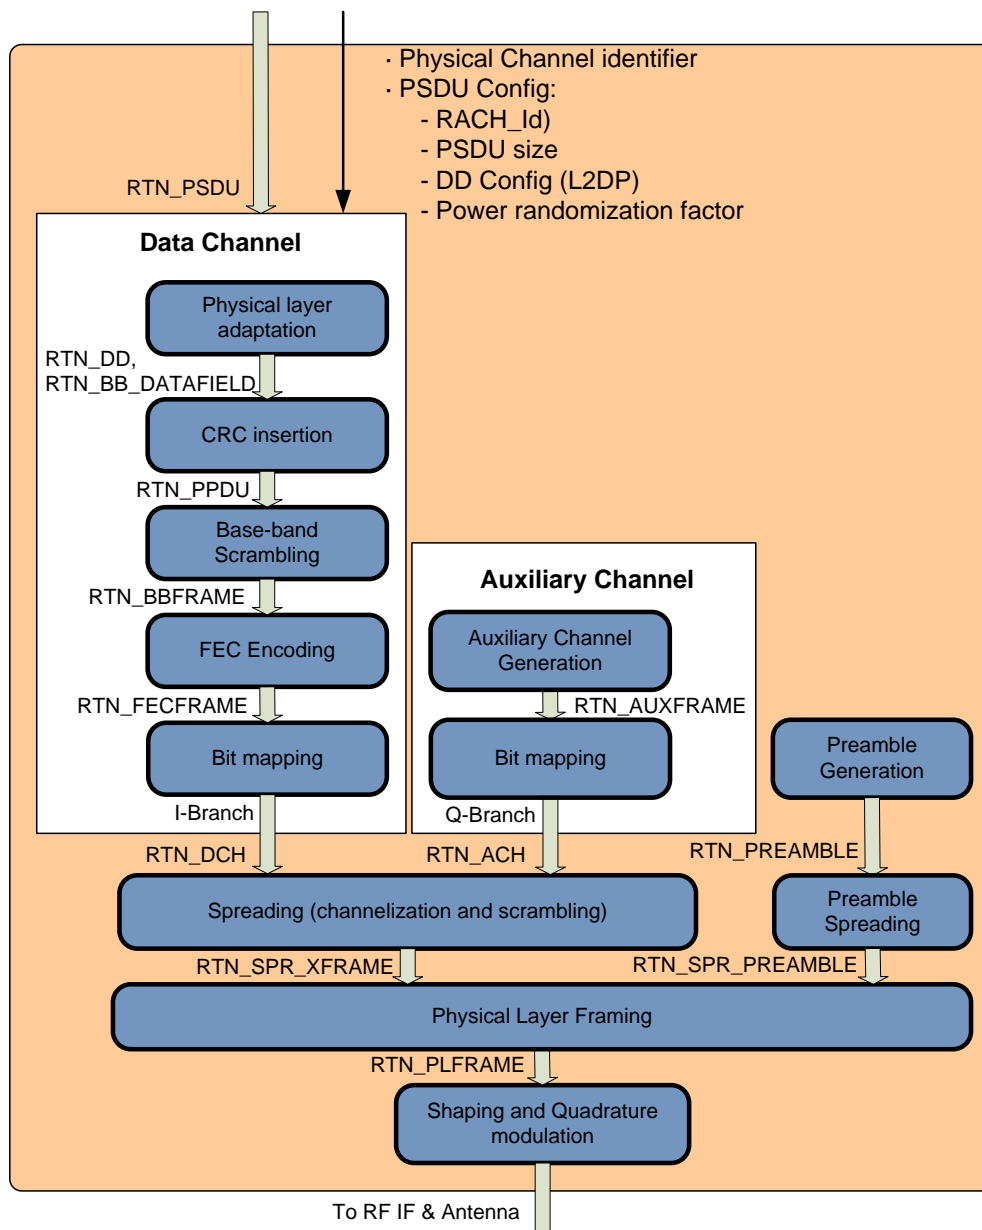 · Physical Channel identifier
· PSDU Config:
- RACH_Id)
- PSDU size
- DD Config (L2DP)
- Power randomization factor
RTN_PSDU
Data Channel
Physical layer
adaptation
RTN_DD,
RTN_BB_DATAFIELD
CRC insertion
RTN_PPDU
Base-band
Scrambling
RTN_BBFRAME
FEC Encoding
RTN_FECFRAME
Bit mapping
I-Branch
RTN_DCH
Auxiliary Channel
Auxiliary Channel
Generation
RTN_AUXFRAME
Bit mapping
Q-Branch
RTN_ACH
Preamble
Generation
RTN_PREAMBLE
Spreading (channelization and scrambling)
Preamble
Spreading
RTN_SPR_XFRAME
RTN_SPR_PREAMBLE
Physical Layer Framing
RTN_PLFRAME
Shaping and Quadrature
modulation
To RF IF & Antenna